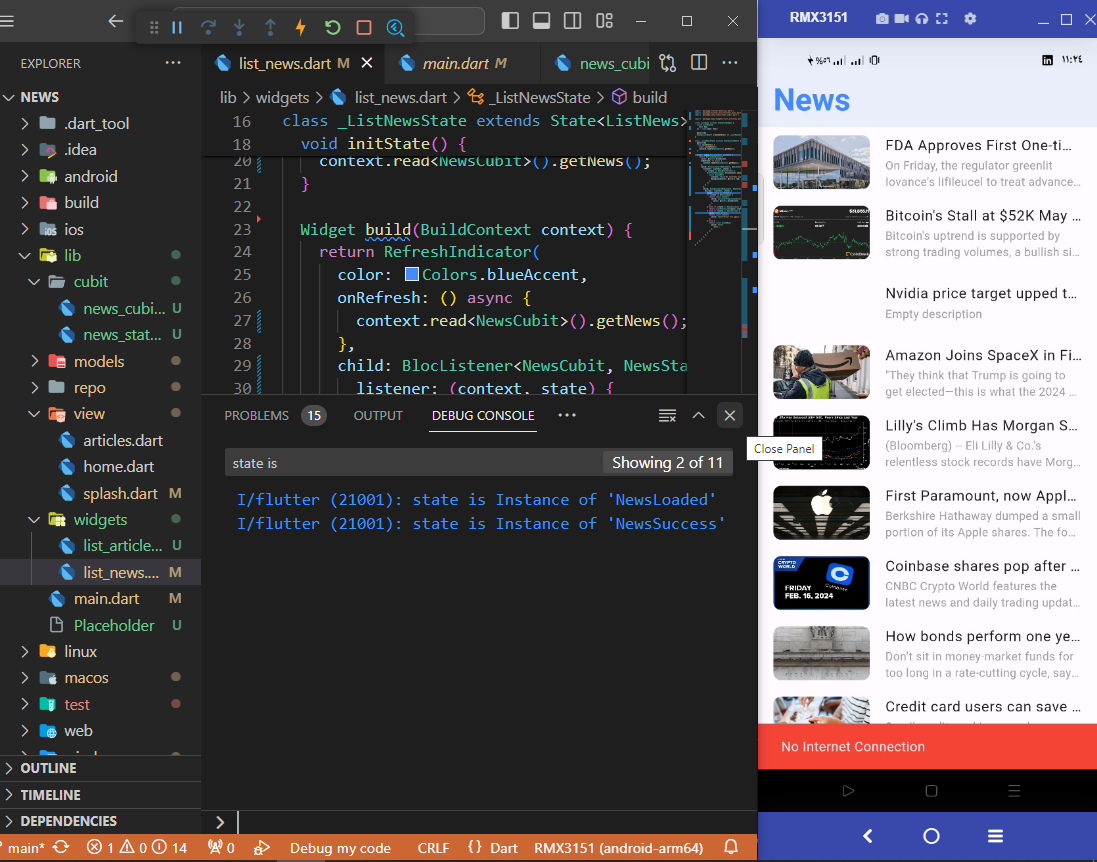 EXPLORER
NEWS
.dart_tool
.idea
android
build
ios
lib
cubit
news_cubi... U
news_stat... U
models
repo
view
articles.dart
home.dart
splash.dart M
widgets
list_article... U
list_news.... M
main.dart M
Placeholder U
linux
macos
test
web
OUTLINE
TIMELINE
DEPENDENCIES
list_news.dart M
main.dart M
news_cubi
lib > widgets > list_news.dart > _ListNewsState > build
16 class _ListNewsState extends State<ListNews>
18 void initState() {
20 context.read<NewsCubit>().getNews();
21 }
22
23 Widget build(BuildContext context) {
24 return RefreshIndicator(
25 color: Colors.blueAccent,
26 onRefresh: () async {
27 context.read<NewsCubit>().getNews();
28 },
29 child: BlocListener<NewsCubit, NewsSta
30 listener: (context, state) {
PROBLEMS 15 OUTPUT DEBUG CONSOLE
Close Panel
state is
Showing 2 of 11
I/flutter (21001): state is Instance of 'NewsLoaded'
I/flutter (21001): state is Instance of 'NewsSuccess'
main* 1 0 14 0 Debug my code CRLF {} Dart RMX3151 (android-arm64)
RMX3151
١١:٢٤
News
FDA Approves First One-ti...
On Friday, the regulator greenlit
Iovance's lifileucel to treat advance...
Bitcoin's Stall at $52K May ...
Bitcoin's uptrend is supported by
strong trading volumes, a bullish si...
Nvidia price target upped t...
Empty description
Amazon Joins SpaceX in Fi...
"They think that Trump is going to
get elected—this is what the 2024 ...
Lilly's Climb Has Morgan S...
(Bloomberg) -- Eli Lilly & Co.'s
relentless stock records have Morg...
First Paramount, now Appl...
Berkshire Hathaway dumped a small
portion of its Apple shares. The fo...
CRYPTO
WORLD
FRIDAY
FEB. 16, 2024
Coinbase shares pop after ...
CNBC Crypto World features the
latest news and daily trading updat...
How bonds perform one ye...
Don't sit in money-market funds for
too long in a rate-cutting cycle, say...
Credit card users can save ...
No Internet Connection